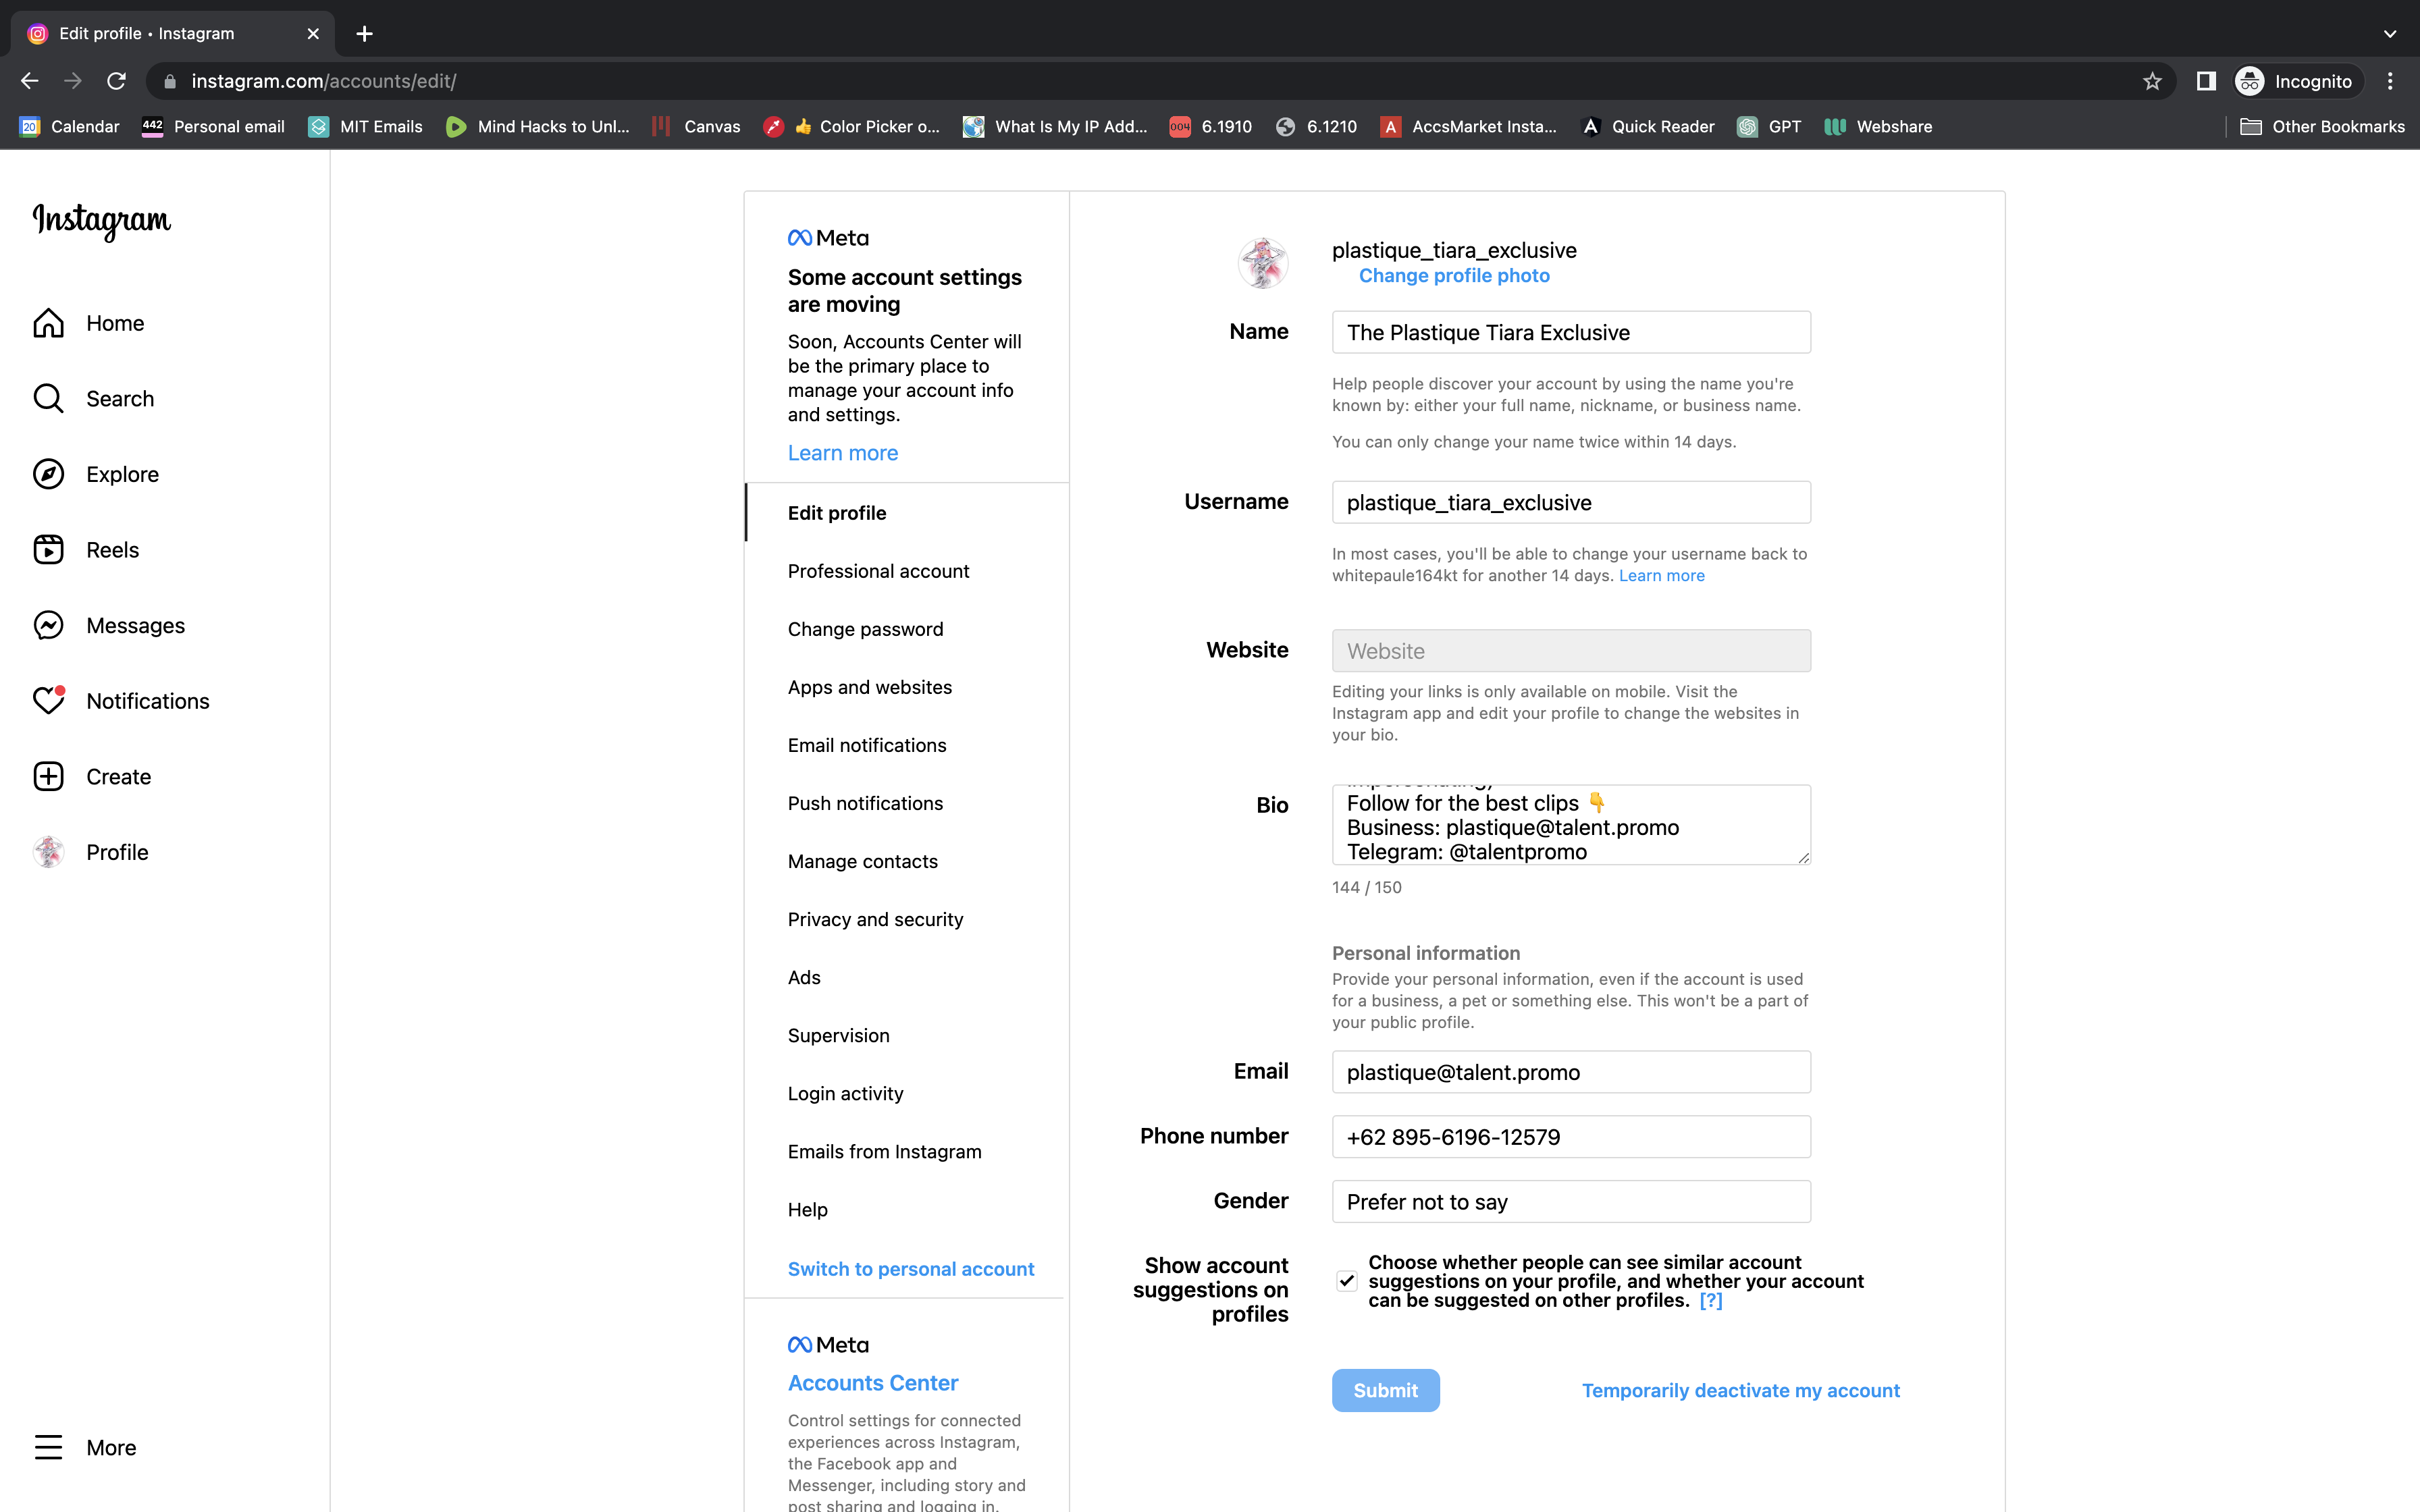 Edit profile • Instagram
instagram.com/accounts/edit/
Incognito
20 Calendar
442 Personal email
MIT Emails
Mind Hacks to Unl...
Canvas
👍 Color Picker o...
What Is My IP Add...
004 6.1910
6.1210
A AccsMarket Insta...
Quick Reader
GPT
Webshare
Other Bookmarks
Instagram
Home
Search
Explore
Reels
Messages
Notifications
Create
Profile
More
Meta
Some account settings
are moving
Soon, Accounts Center will
be the primary place to
manage your account info
and settings.
Learn more
Edit profile
Professional account
Change password
Apps and websites
Email notifications
Push notifications
Manage contacts
Privacy and security
Ads
Supervision
Login activity
Emails from Instagram
Help
Switch to personal account
Meta
Accounts Center
Control settings for connected
experiences across Instagram,
the Facebook app and
Messenger, including story and
post sharing and logging in.
plastique_tiara_exclusive
Change profile photo
Name
The Plastique Tiara Exclusive
Help people discover your account by using the name you're
known by: either your full name, nickname, or business name.
You can only change your name twice within 14 days.
Username
plastique_tiara_exclusive
In most cases, you'll be able to change your username back to
whitepaule164kt for another 14 days. Learn more
Website
Website
Editing your links is only available on mobile. Visit the
Instagram app and edit your profile to change the websites in
your bio.
Bio
Follow for the best clips 👇
Business: plastique@talent.promo
Telegram: @talentpromo
144 / 150
Personal information
Provide your personal information, even if the account is used
for a business, a pet or something else. This won't be a part of
your public profile.
Email
plastique@talent.promo
Phone number
+62 895-6196-12579
Gender
Prefer not to say
Show account
suggestions on
profiles
Choose whether people can see similar account
suggestions on your profile, and whether your account
can be suggested on other profiles. [?]
Submit
Temporarily deactivate my account